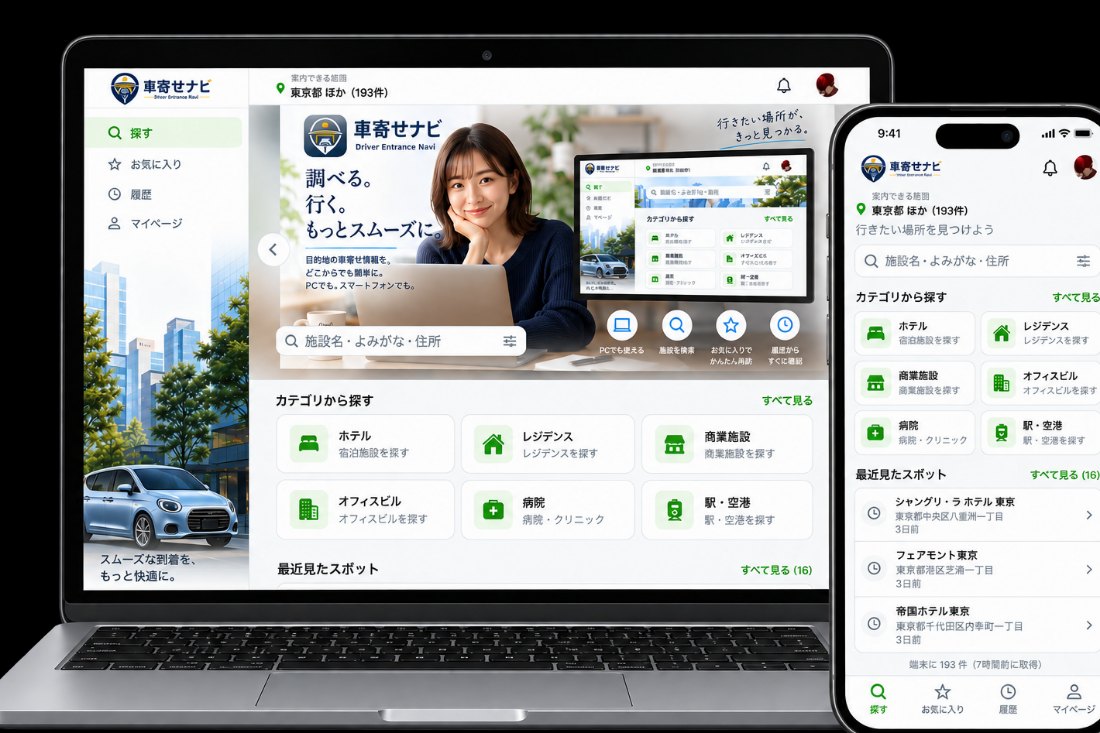 車寄せナビ
Driver Entrance Navi
探す
お気に入り
履歴
マイページ
スムーズな到着を、
もっと快適に。
案内できる範囲
東京都 ほか（193件）
車寄せナビ
Driver Entrance Navi
調べる。
行く。
もっとスムーズに。
目的地の車寄せ情報を。
どこからでも簡単に。
PCでも。スマートフォンでも。
行きたい場所が、
きっと見つかる。
車寄せナビ
探す
カテゴリから探す
すべて見る
レジデンス
施設名・よみがな・住所
PCでも使える
施設を検索
お気に入りで
履歴から
カテゴリから探す
すべて見る
ホテル
宿泊施設を探す
レジデンス
レジデンスを探す
商業施設
商業施設を探す
オフィスビル
オフィスビルを探す
病院
病院・クリニック
駅・空港
駅・空港を探す
最近見たスポット
すべて見る (16)
9:41
車寄せナビ
案内できる範囲
東京都 ほか（193件）
行きたい場所を見つけよう
施設名・よみがな・住所
カテゴリから探す
すべて見る
ホテル
宿泊施設を探す
レジデンス
レジデンスを探す
商業施設
商業施設を探す
オフィスビル
オフィスビルを探す
病院
病院・クリニック
駅・空港
駅・空港を探す
最近見たスポット
すべて見る (16)
シャングリ・ラ ホテル 東京
東京都中央区八重洲一丁目
3日前
フェアモント東京
東京都港区芝浦一丁目
3日前
帝国ホテル東京
東京都千代田区内幸町一丁目
3日前
端末に 193 件（7時間前に取得）
探す
お気に入り
履歴
マイページ